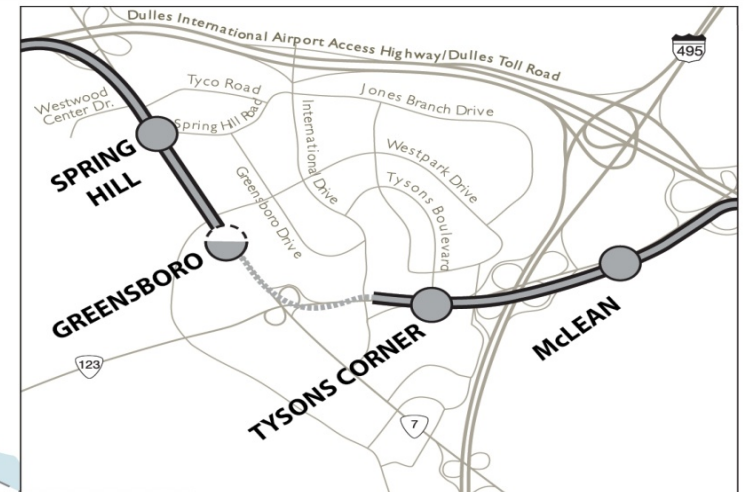 Dulles International Airport Access Highway/Dulles Toll Road
495
Tyco Road
Jones Branch Drive
Westwood
Center Dr.
Spring Hill Road
International Drive
Westpark Drive
SPRING
HILL
Greensboro Drive
Tysons Boulevard
GREENSBORO
McLEAN
TYSONS CORNER
123
7